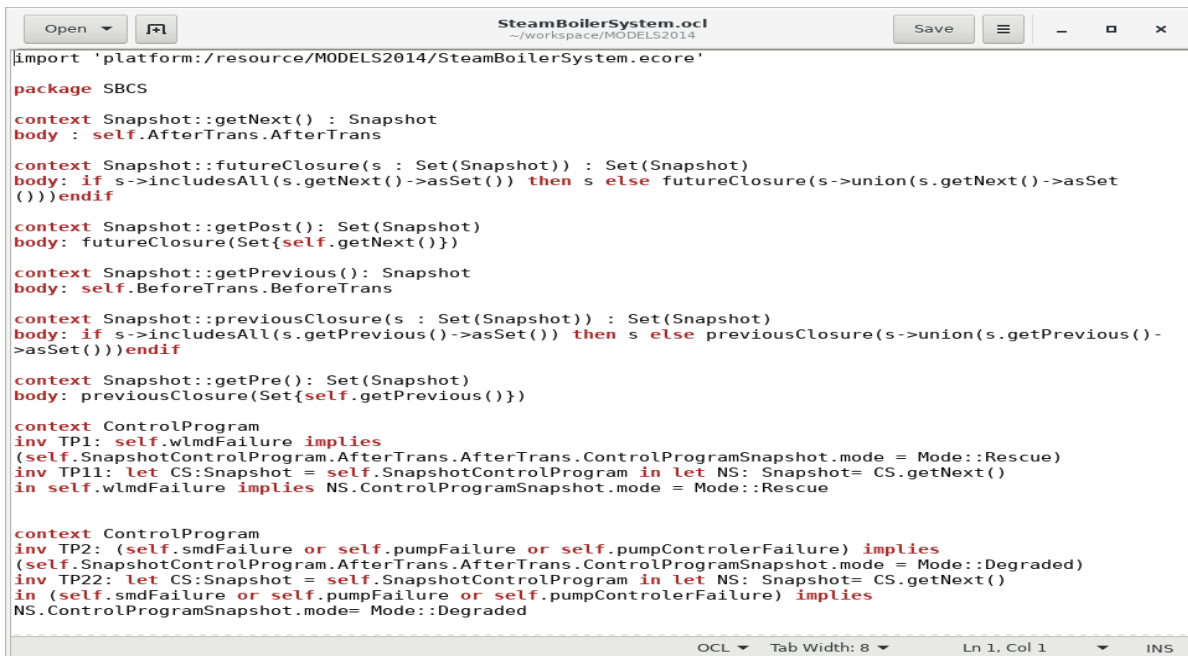 Open
SteamBoilerSystem.ocl
~/workspace/MODELS2014
Save
import 'platform:/resource/MODELS2014/SteamBoilerSystem.ecore'
package SBCS
context Snapshot::getNext() : Snapshot
body : self.AfterTrans.AfterTrans
context Snapshot::futureClosure(s : Set(Snapshot)) : Set(Snapshot)
body: if s->includesAll(s.getNext()->asSet()) then s else futureClosure(s->union(s.getNext()->asSet
()))endif
context Snapshot::getPost(): Set(Snapshot)
body: futureClosure(Set{self.getNext()})
context Snapshot::getPrevious(): Snapshot
body: self.BeforeTrans.BeforeTrans
context Snapshot::previousClosure(s : Set(Snapshot)) : Set(Snapshot)
body: if s->includesAll(s.getPrevious()->asSet()) then s else previousClosure(s->union(s.getPrevious()-
>asSet()))endif
context Snapshot::getPre(): Set(Snapshot)
body: previousClosure(Set{self.getPrevious()})
context ControlProgram
inv TP1: self.wlmdFailure implies
(self.SnapshotControlProgram.AfterTrans.AfterTrans.ControlProgramSnapshot.mode = Mode::Rescue)
inv TP11: let CS:Snapshot = self.SnapshotControlProgram in let NS: Snapshot= CS.getNext()
in self.wlmdFailure implies NS.ControlProgramSnapshot.mode = Mode::Rescue
context ControlProgram
inv TP2: (self.smdFailure or self.pumpFailure or self.pumpControlerFailure) implies
(self.SnapshotControlProgram.AfterTrans.AfterTrans.ControlProgramSnapshot.mode = Mode::Degraded)
inv TP22: let CS:Snapshot = self.SnapshotControlProgram in let NS: Snapshot= CS.getNext()
in (self.smdFailure or self.pumpFailure or self.pumpControlerFailure) implies
NS.ControlProgramSnapshot.mode= Mode::Degraded
OCL Tab Width: 8 Ln 1, Col 1 INS